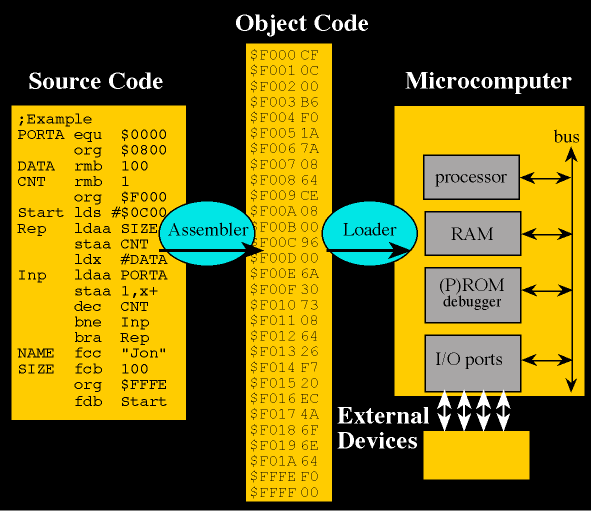 Object Code
Source Code
Microcomputer
;Example
PORTA equ $0000
org $0800
DATA rmb 100
CNT rmb 1
org $F000
Start lds #$0C00
Rep ldaa SIZE
staa CNT
ldx #DATA
Inp ldaa PORTA
staa 1,x+
dec CNT
bne Inp
bra Rep
NAME fcc "Jon"
SIZE fcb 100
org $FFFE
fdb Start
Assembler
$F000 CF
$F001 0C
$F002 00
$F003 B6
$F004 F0
$F005 1A
$F006 7A
$F007 08
$F008 64
$F009 CE
$F00A 08
$F00B 00
$F00C 96
$F00D 00
$F00E 6A
$F00F 30
$F010 73
$F011 08
$F012 64
$F013 26
$F014 F7
$F015 20
$F016 EC
$F017 4A
$F018 6F
$F019 6E
$F01A 64
$FFFE F0
$FFFF 00
Loader
bus
processor
RAM
(P)ROM
debugger
I/O ports
External
Devices